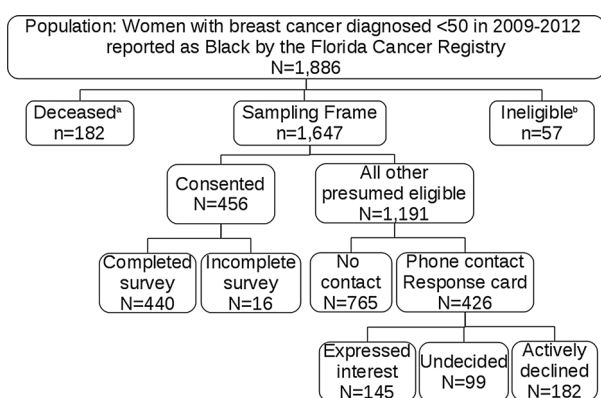 Population: Women with breast cancer diagnosed <50 in 2009-2012
reported as Black by the Florida Cancer Registry
N=1,886
Deceasedᵃ
n=182
Sampling Frame
n=1,647
Ineligibleᵇ
n=57
Consented
N=456
All other
presumed eligible
N=1,191
Completed
survey
N=440
Incomplete
survey
N=16
No
contact
N=765
Phone contact
Response card
N=426
Expressed
interest
N=145
Undecided
N=99
Actively
declined
N=182